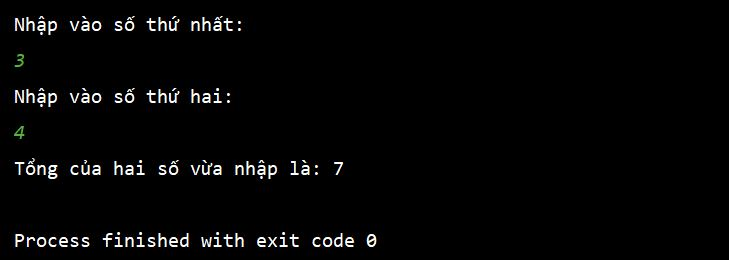 Nhập vào số thứ nhất:
3
Nhập vào số thứ hai:
4
Tổng của hai số vừa nhập là: 7
Process finished with exit code 0